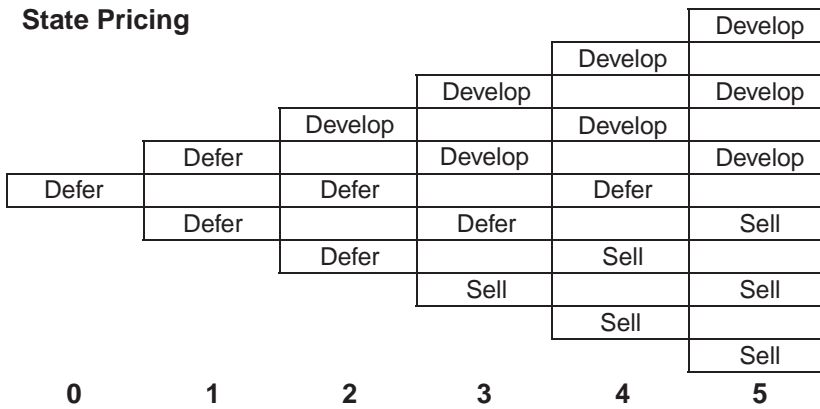 State Pricing
Develop
Develop
Develop Develop
Develop Develop
Defer Develop Develop
Defer Defer Defer
Defer Defer Sell
Defer Sell
Sell Sell
Sell
Sell
0 1 2 3 4 5